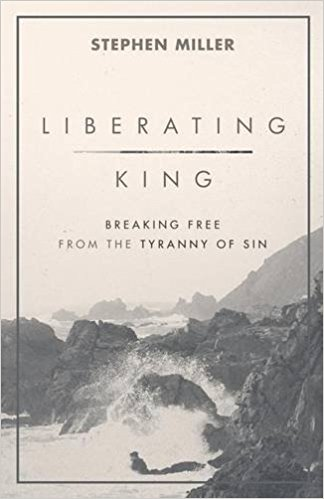 STEPHEN MILLER
LIBERATING
KING
BREAKING FREE
FROM THE TYRANNY OF SIN